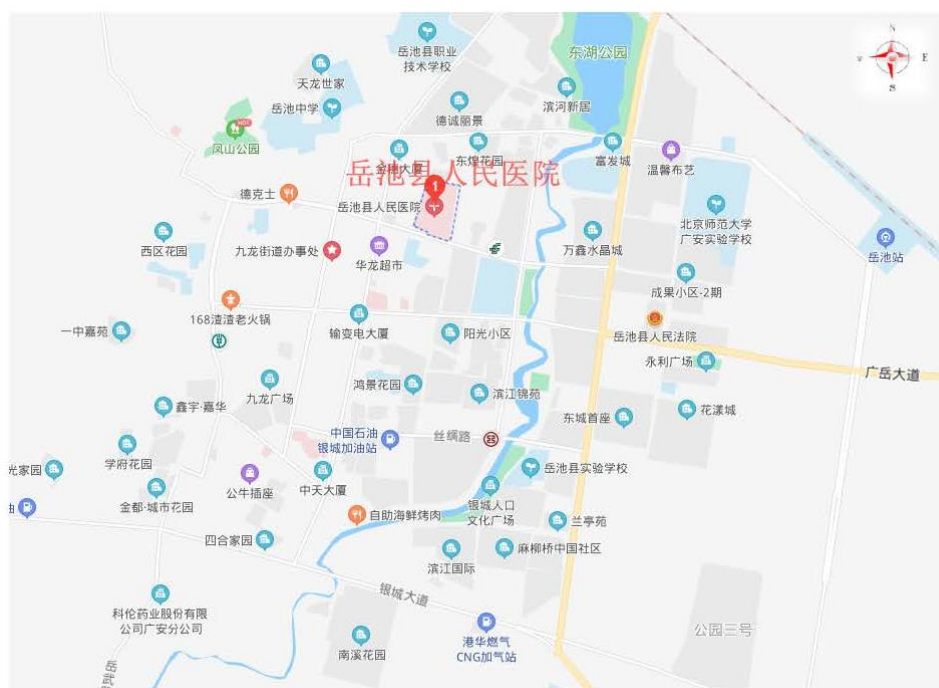 N
W
E
S
岳池县职业
技术学校
东湖公园
天龙世家
岳池中学
滨河新居
德诚丽景
HOT
凤山公园
金穗大厦
东煌花园
富发城
温馨布艺
岳池县人民医院
1
德克士
岳池县人民医院
北京师范大学
广安实验学校
西区花园
九龙街道办事处
华龙超市
万鑫水晶城
岳池站
成果小区-2期
168渣渣老火锅
一中嘉苑
输变电大厦
阳光小区
岳池县人民法院
永利广场
广岳大道
鸿景花园
九龙广场
滨江锦苑
鑫宇·嘉华
东城首座
花漾城
中国石油
银城加油站
丝绸路
学府花园
光家园
岳池县实验学校
公牛插座
中天大厦
金都·城市花园
银城人口
文化广场
油
自助海鲜烤肉
兰亭苑
四合家园
麻柳桥中国社区
滨江国际
银城大道
科伦药业股份有限
公司广安分公司
公园三号
港华燃气
CNG加气站
南溪花园
岳武